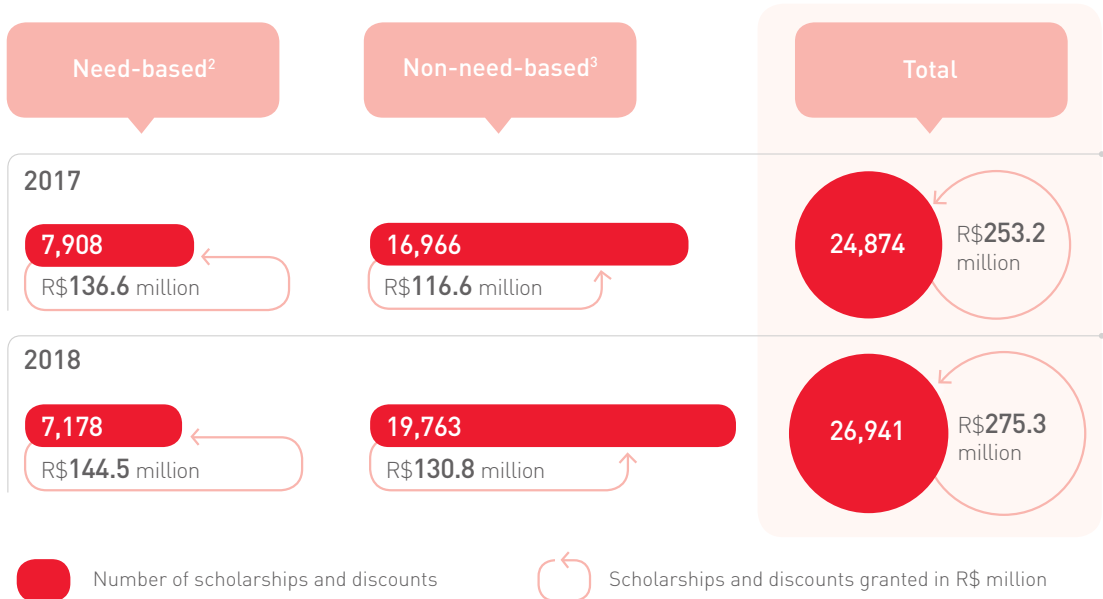 Need-based²
Non-need-based³
Total
2017
7,908
R$136.6 million
16,966
R$116.6 million
24,874
R$253.2
million
2018
7,178
R$144.5 million
19,763
R$130.8 million
26,941
R$275.3
million
Number of scholarships and discounts
Scholarships and discounts granted in R$ million